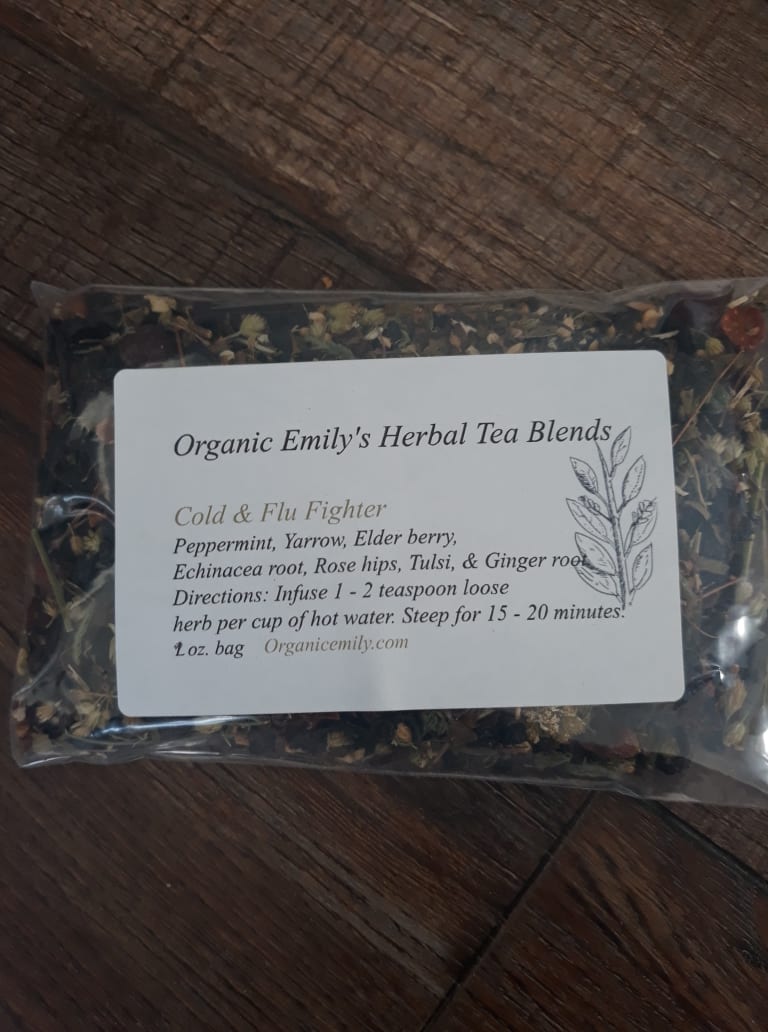 Organic Emily's Herbal Tea Blends
Cold & Flu Fighter
Peppermint, Yarrow, Elder berry,
Echinacea root, Rose hips, Tulsi, & Ginger root
Directions: Infuse 1 - 2 teaspoon loose
herb per cup of hot water. Steep for 15 - 20 minutes.
1 oz. bag Organicemily.com